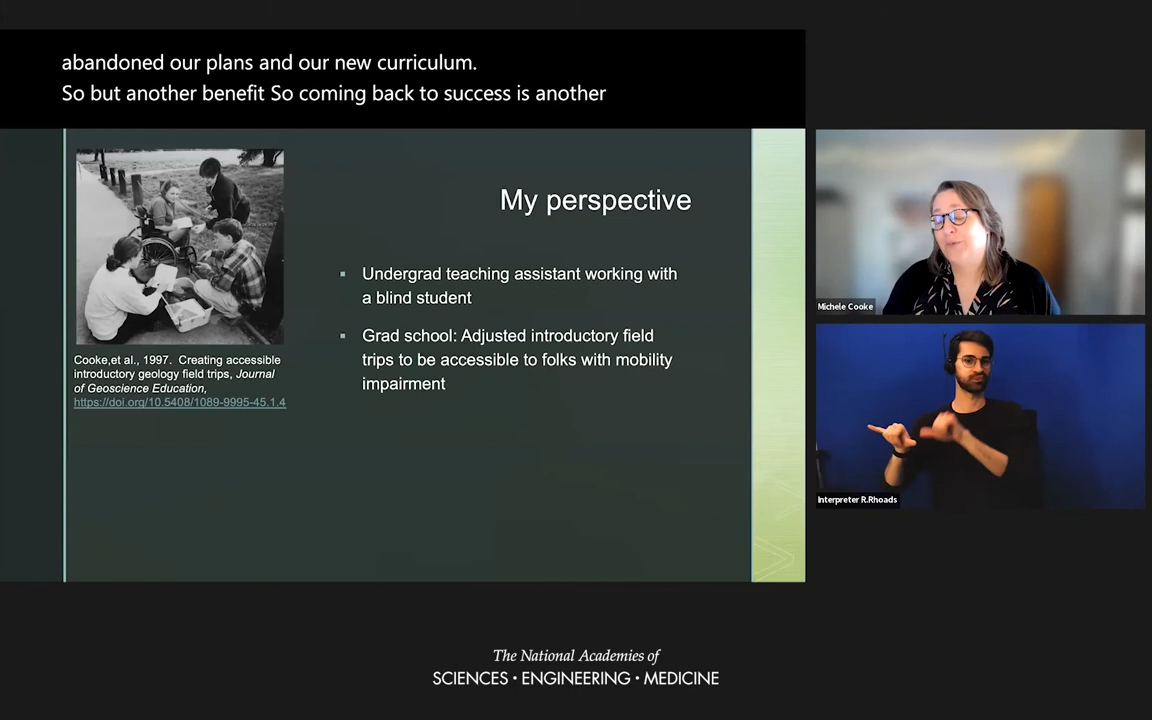 abandoned our plans and our new curriculum.
So but another benefit So coming back to success is another
My perspective
Undergrad teaching assistant working with
a blind student
Grad school: Adjusted introductory field
trips to be accessible to folks with mobility
impairment
Cooke,et al., 1997. Creating accessible
introductory geology field trips, Journal
of Geoscience Education,
https://doi.org/10.5408/1089-9995-45.1.4
Michele Cooke
Interpreter R.Rhoads
The National Academies of
SCIENCES • ENGINEERING • MEDICINE